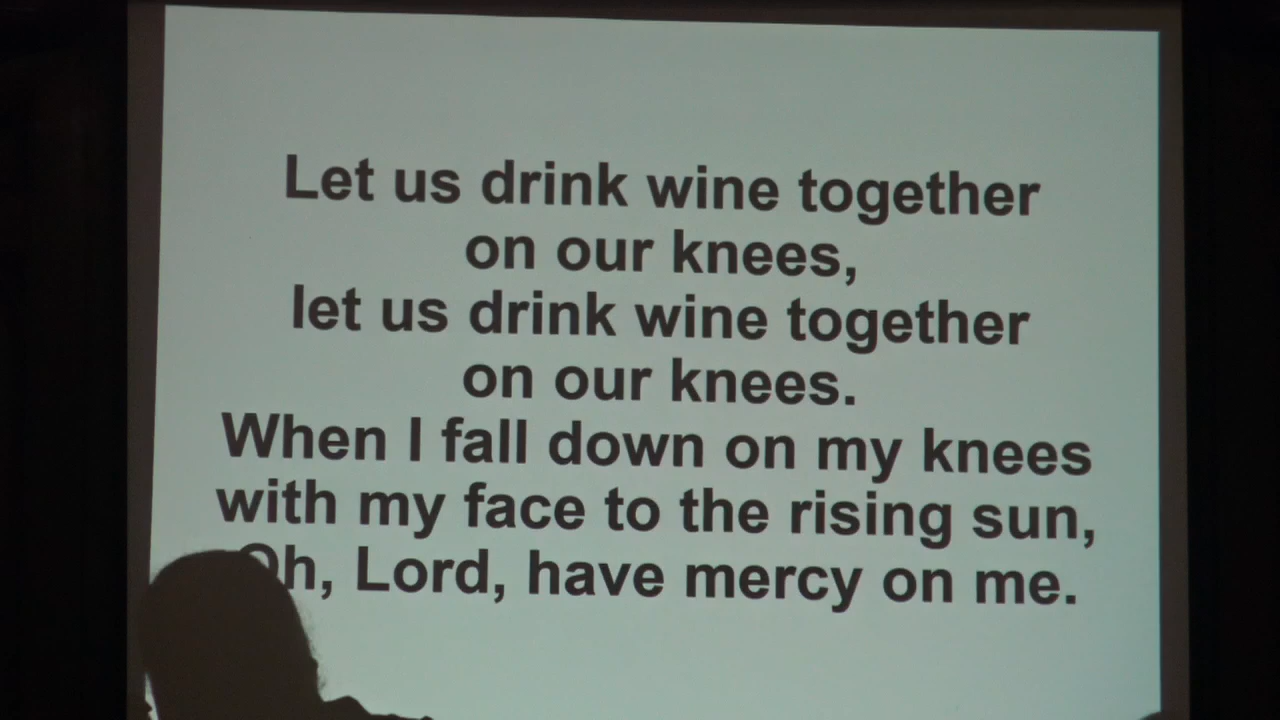 Let us drink wine together
on our knees,
let us drink wine together
on our knees.
When I fall down on my knees
with my face to the rising sun,
Oh, Lord, have mercy on me.